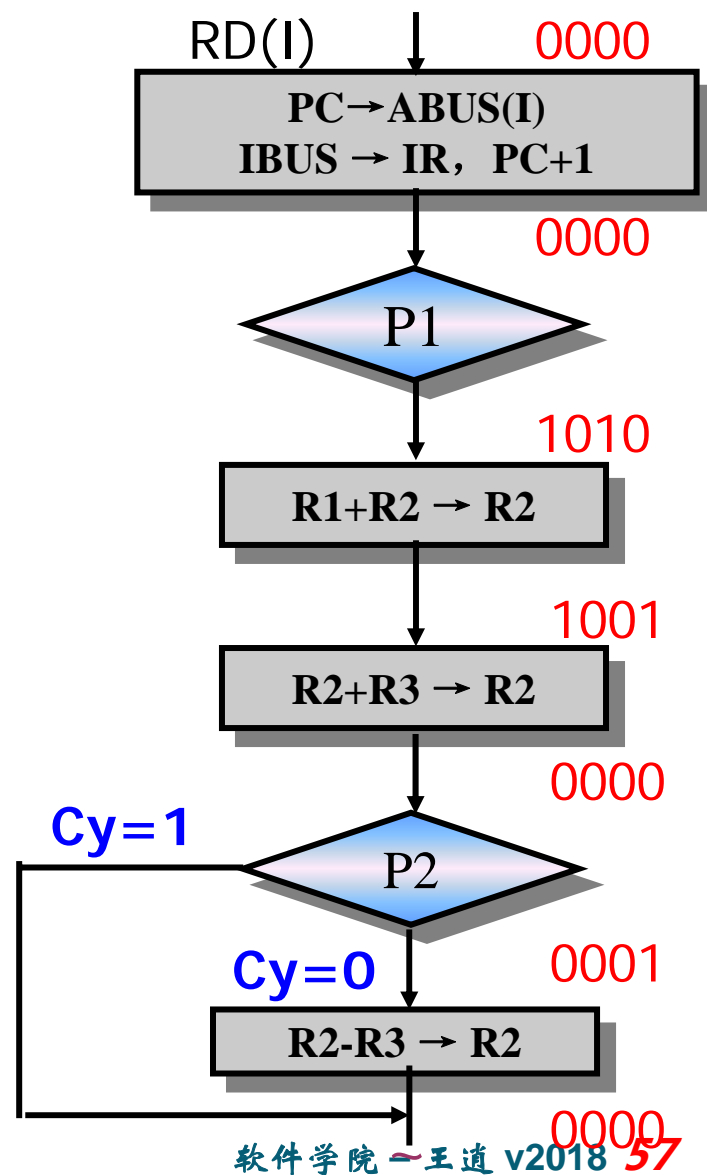 RD(I) 0000
PC→ABUS(I)
IBUS → IR，PC+1
0000
P1
1010
R1+R2 → R2
1001
R2+R3 → R2
0000
Cy=1
P2
Cy=0 0001
R2-R3 → R2
0000
软件学院 ~王逍 v2018 57